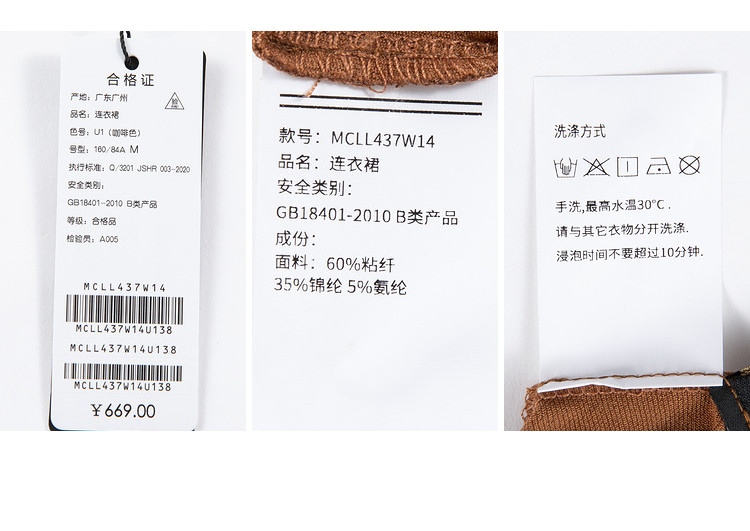 合格证
产地: 广东广州
品名: 连衣裙
色号: U1 (咖啡色)
号型: 160/84A M
执行标准: Q/3201 JSHR 003-2020
安全类别:
GB18401-2010 B类产品
等级: 合格品
检验员: A005
MCLL437W14
MCLL437W14U138
MCLL437W14U138
MCLL437W14U138
¥669.00
款号: MCLL437W14
品名: 连衣裙
安全类别:
GB18401-2010 B类产品
成份:
面料: 60%粘纤
35%锦纶 5%氨纶
洗涤方式
手洗,最高水温30℃.
请与其它衣物分开洗涤.
浸泡时间不要超过10分钟.